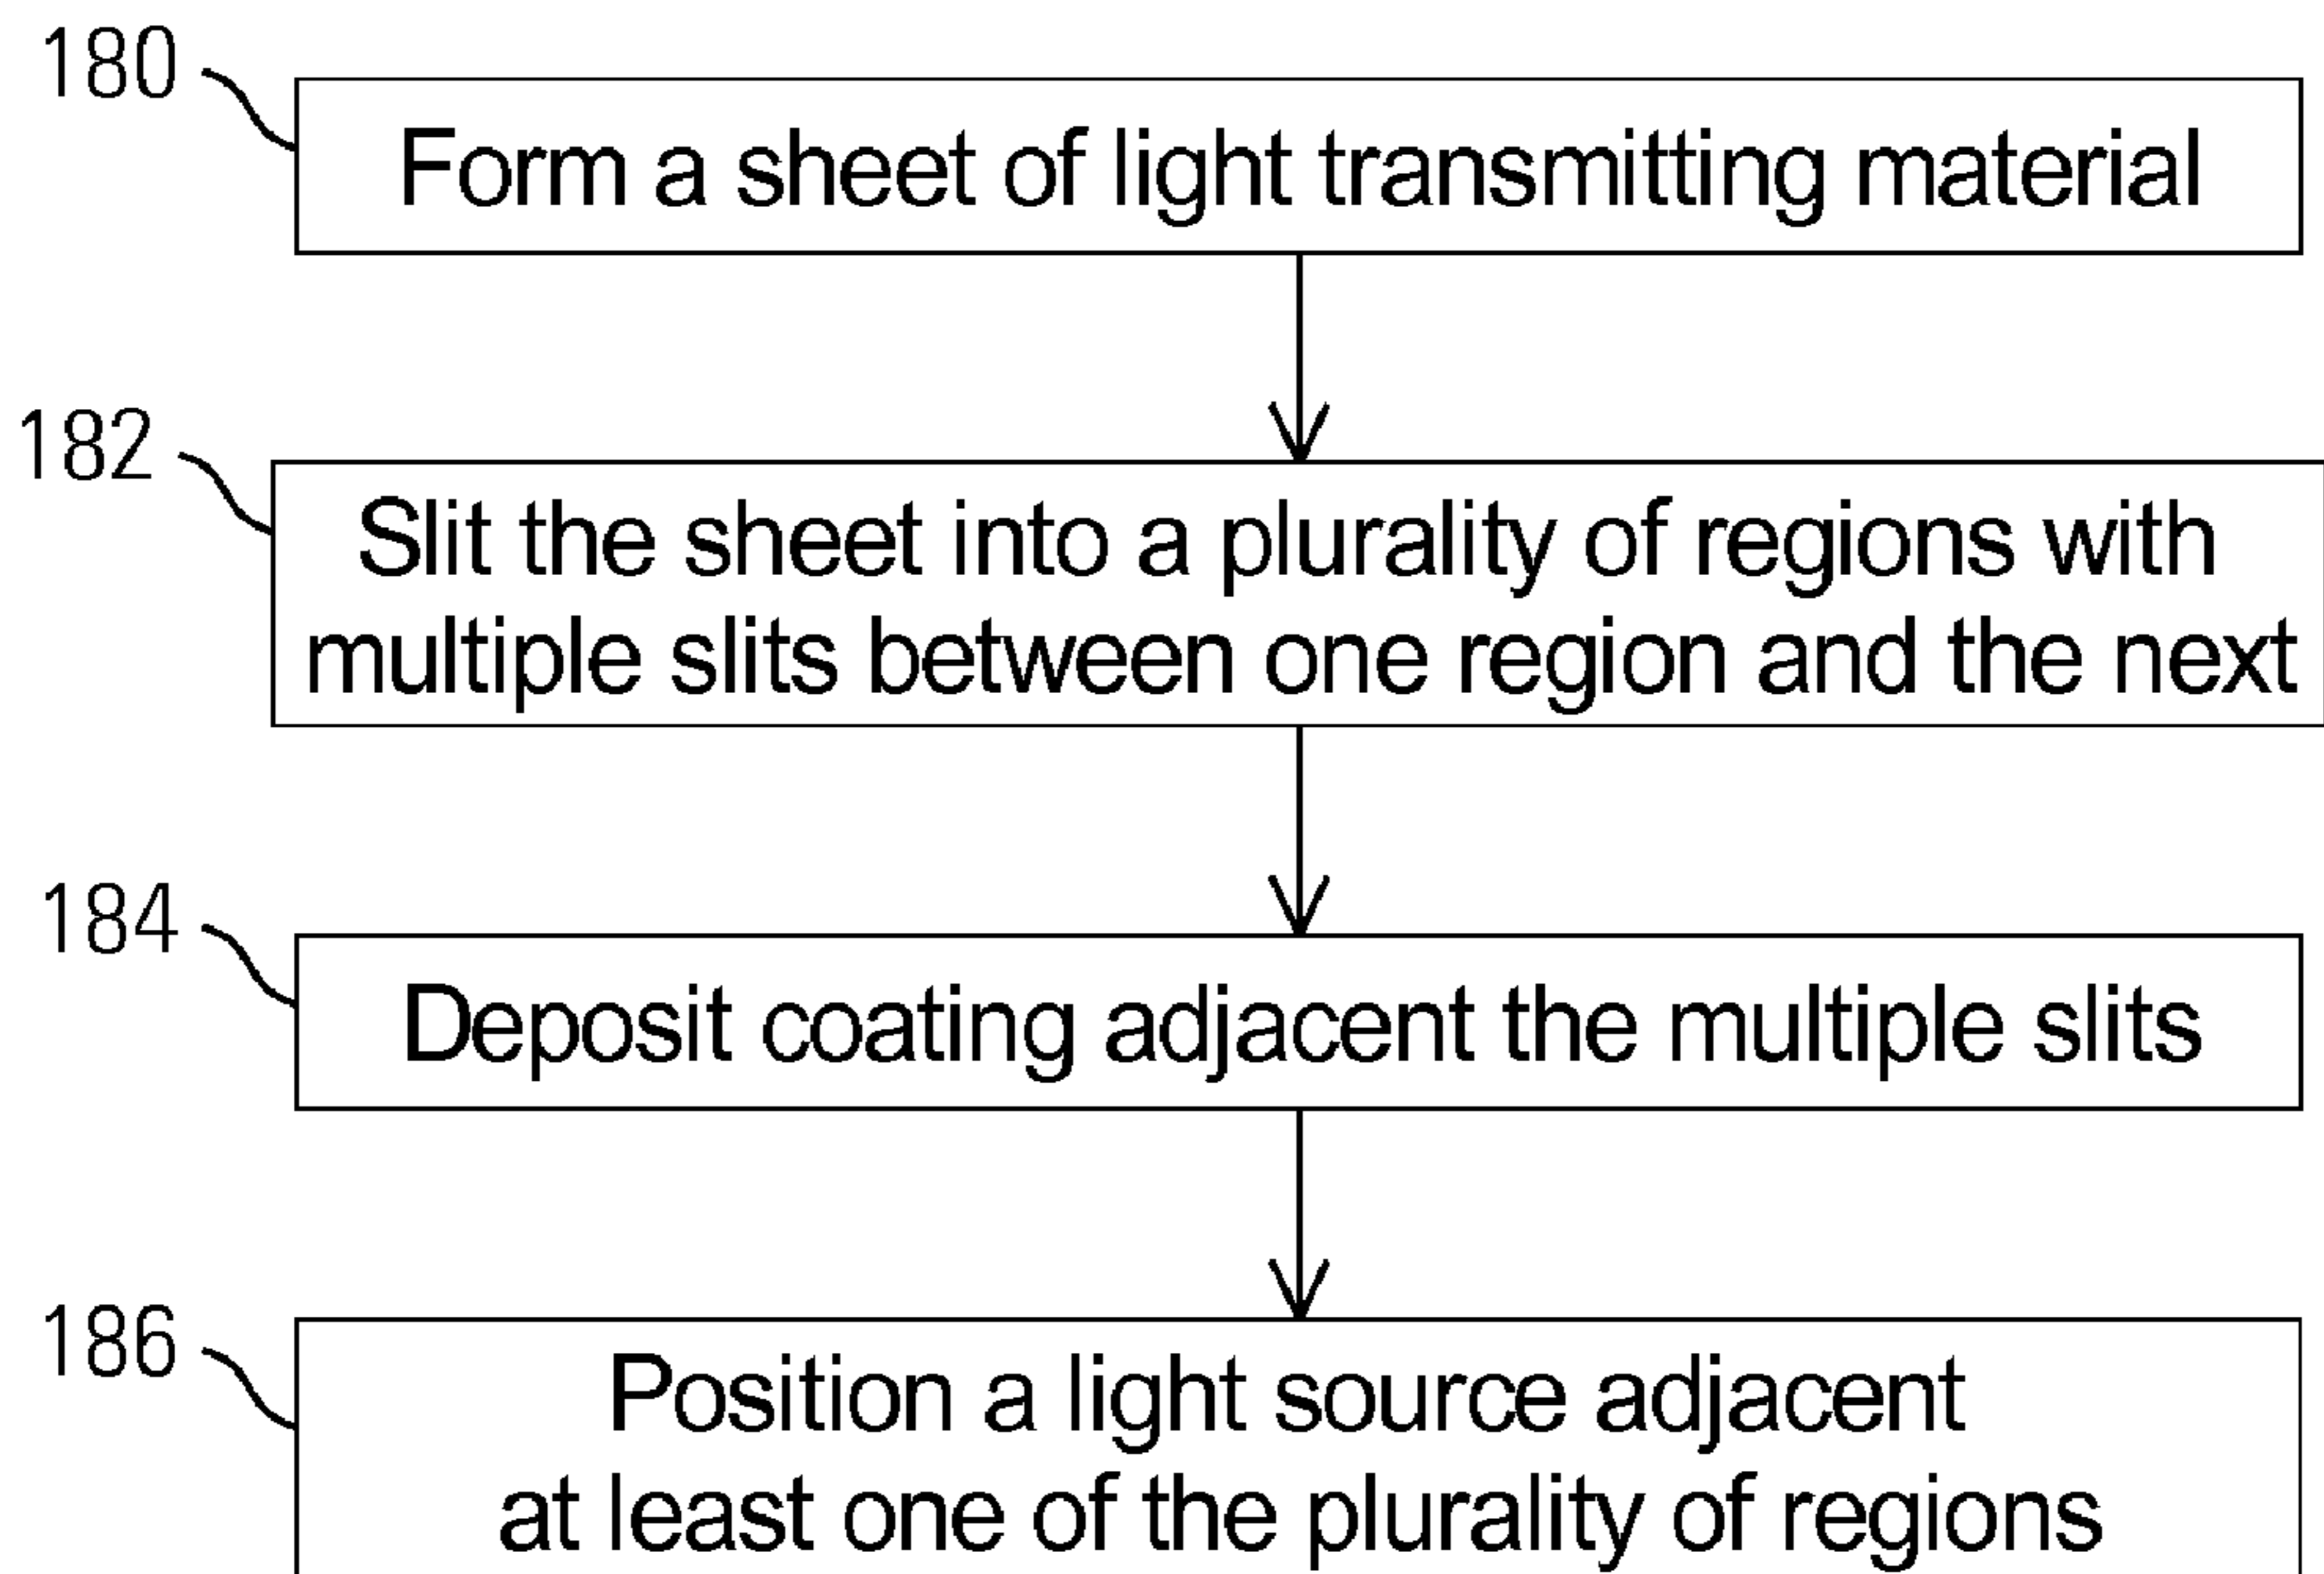 180
Form a sheet of light transmitting material
182
Slit the sheet into a plurality of regions with
multiple slits between one region and the next
184
Deposit coating adjacent the multiple slits
186
Position a light source adjacent
at least one of the plurality of regions